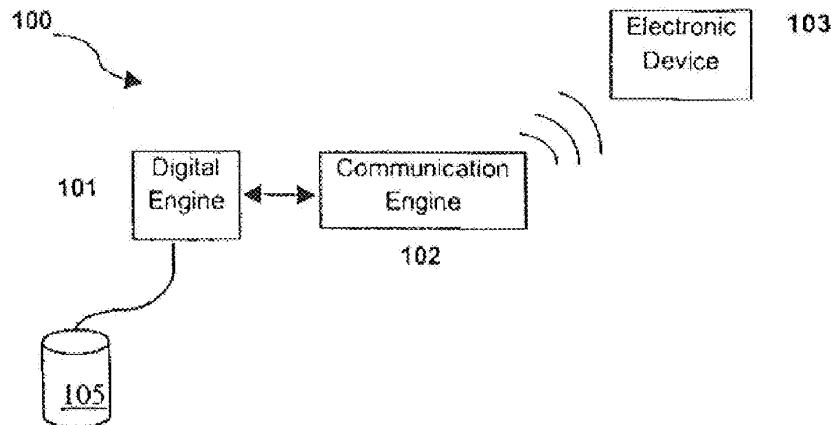 100
Electronic
Device
103
101
Digital
Engine
Communication
Engine
102
105